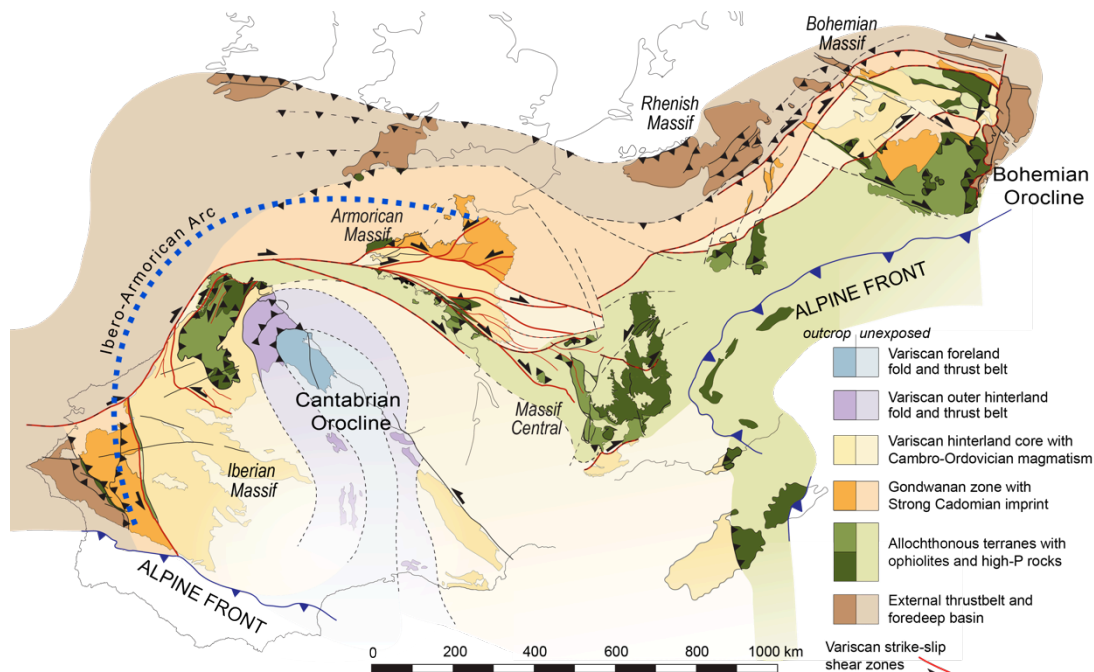 Bohemian
Massif
Rhenish
Massif
Bohemian
Orocline
Armorican
Massif
Ibero-Armorican Arc
ALPINE FRONT
Cantabrian
Orocline
Massif
Central
Iberian
Massif
ALPINE FRONT
outcrop unexposed
Variscan foreland
fold and thrust belt
Variscan outer hinterland
fold and thrust belt
Variscan hinterland core with
Cambro-Ordovician magmatism
Gondwanan zone with
Strong Cadomian imprint
Allochthonous terranes with
ophiolites and high-P rocks
External thrustbelt and
foredeep basin
Variscan strike-slip
shear zones
0 200 400 600 800 1000 km